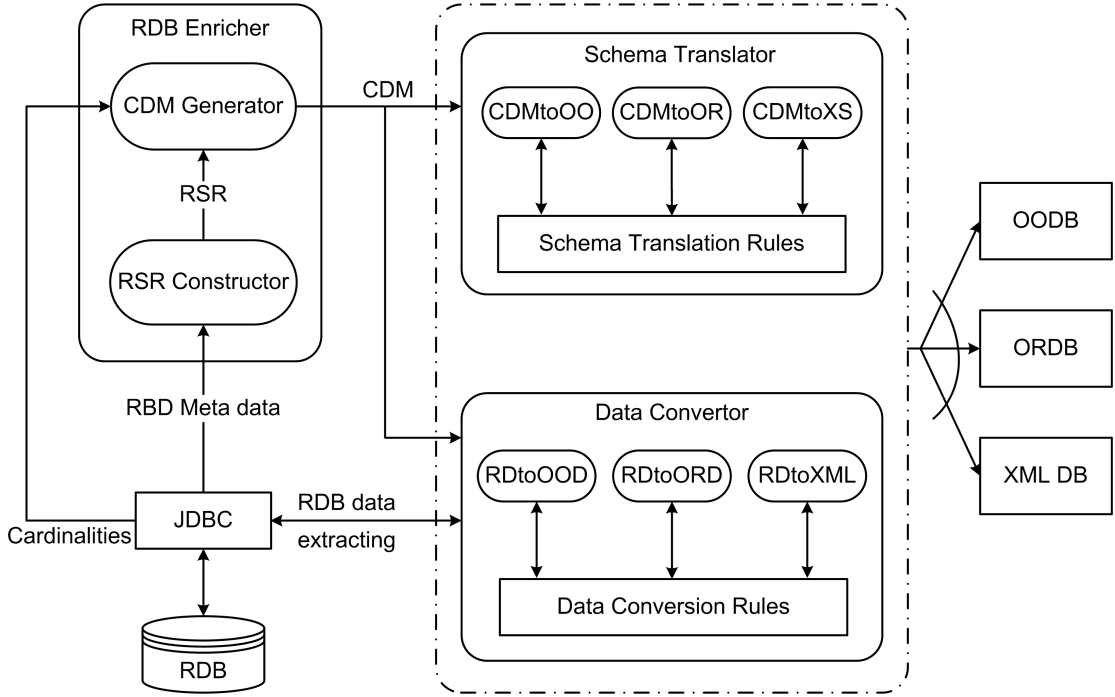 RDB Enricher
CDM Generator
RSR
RSR Constructor
RBD Meta data
Cardinalities
JDBC
RDB
CDM
RDB data
extracting
Schema Translator
CDMtoOO
CDMtoOR
CDMtoXS
Schema Translation Rules
Data Convertor
RDtoOOD
RDtoORD
RDtoXML
Data Conversion Rules
OODB
ORDB
XML DB